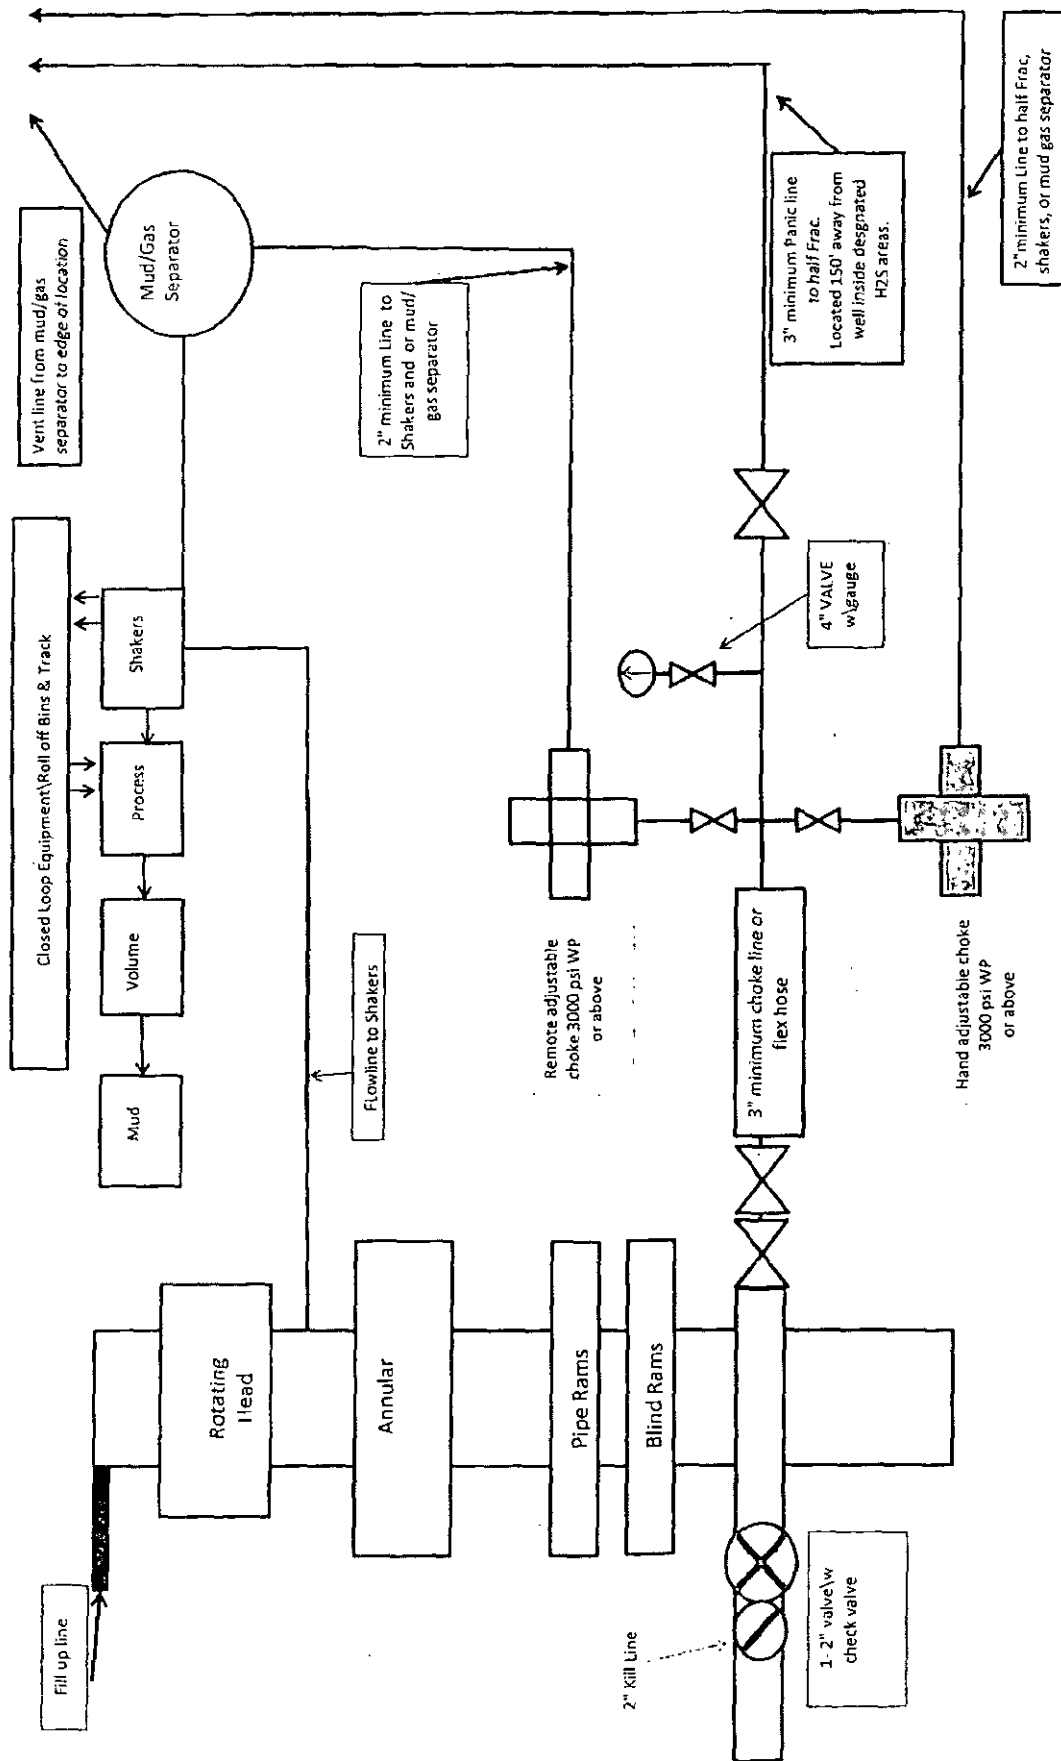 Fill up line
Rotating
Head
Annular
Pipe Rams
Blind Rams
2" Kill Line
1- 2" valve\w
check valve
Mud
Volume
Process
Shakers
Closed Loop Equipment\Roll off Bins & Track
Flowline to Shakers
Vent line from mud/gas
separator to edge of location
Mud/Gas
Separator
2" minimum Line to
Shakers and or mud/
gas separator
Remote adjustable
choke 3000 psi WP
or above
3" minimum choke line or
flex hose
4" VALVE
w\gauge
3" minimum Panic line
to half Frac.
Located 150' away from
well inside desgnated
H2S areas.
Hand adjustable choke
3000 psi WP
or above
2" minimum Line to half Frac,
shakers, or mud gas separator